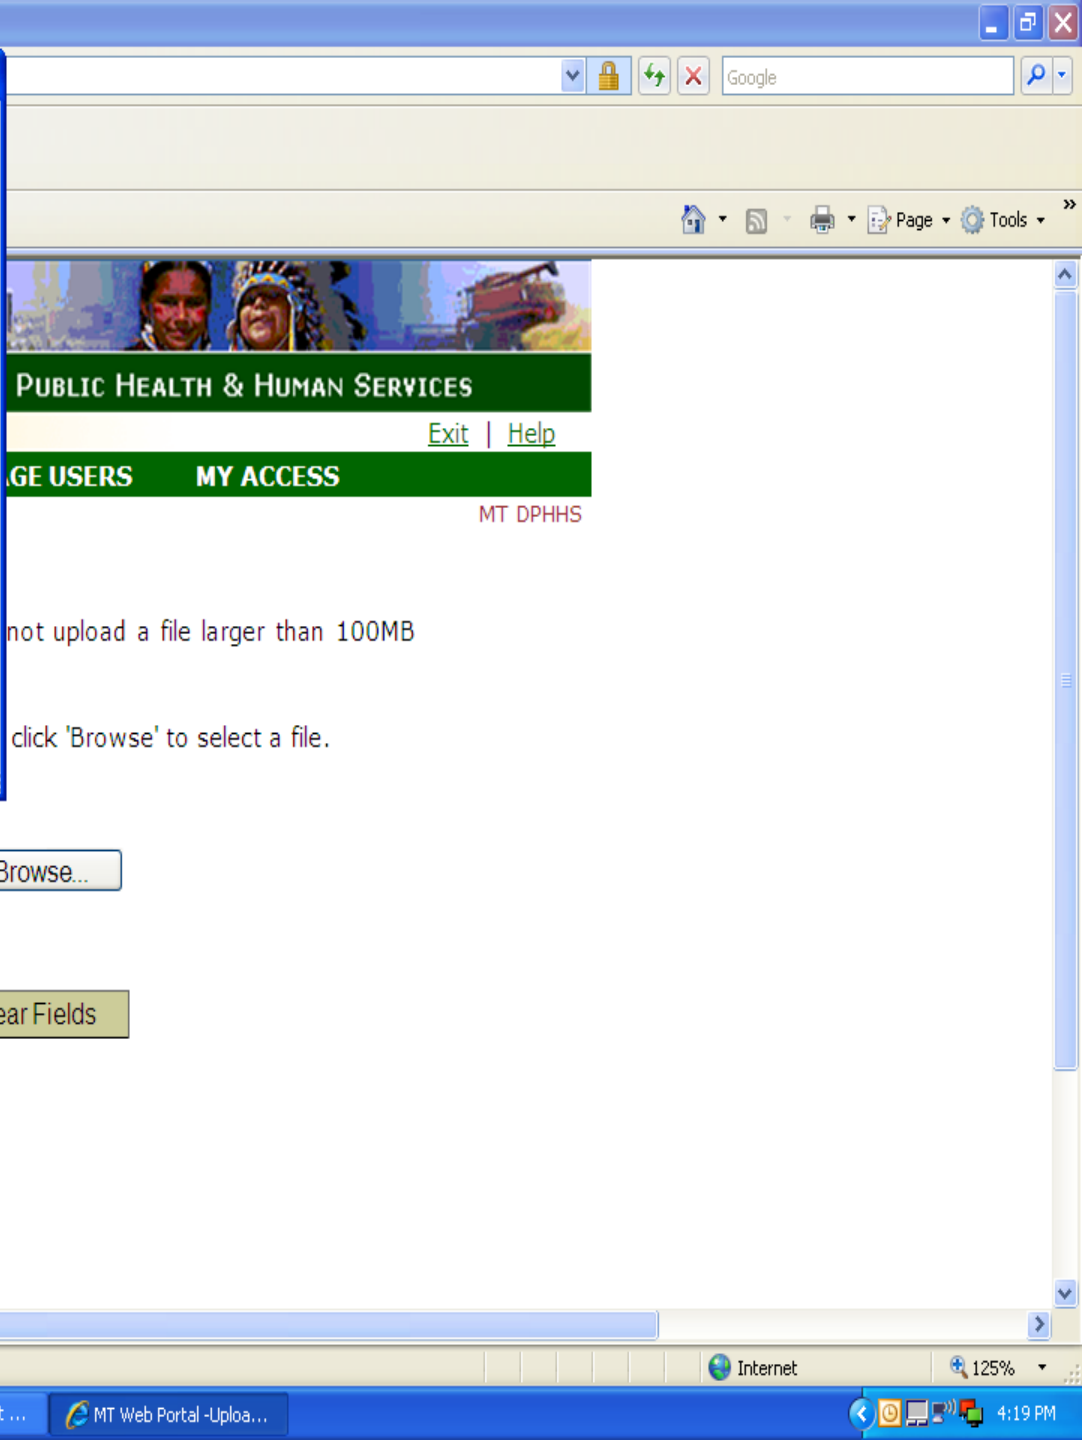 Google
Page
Tools
»
PUBLIC HEALTH & HUMAN SERVICES
Exit | Help
GE USERS MY ACCESS
MT DPHHS
not upload a file larger than 100MB
click 'Browse' to select a file.
Browse...
ear Fields
Internet
125%
t ...
MT Web Portal -Uploa...
4:19 PM